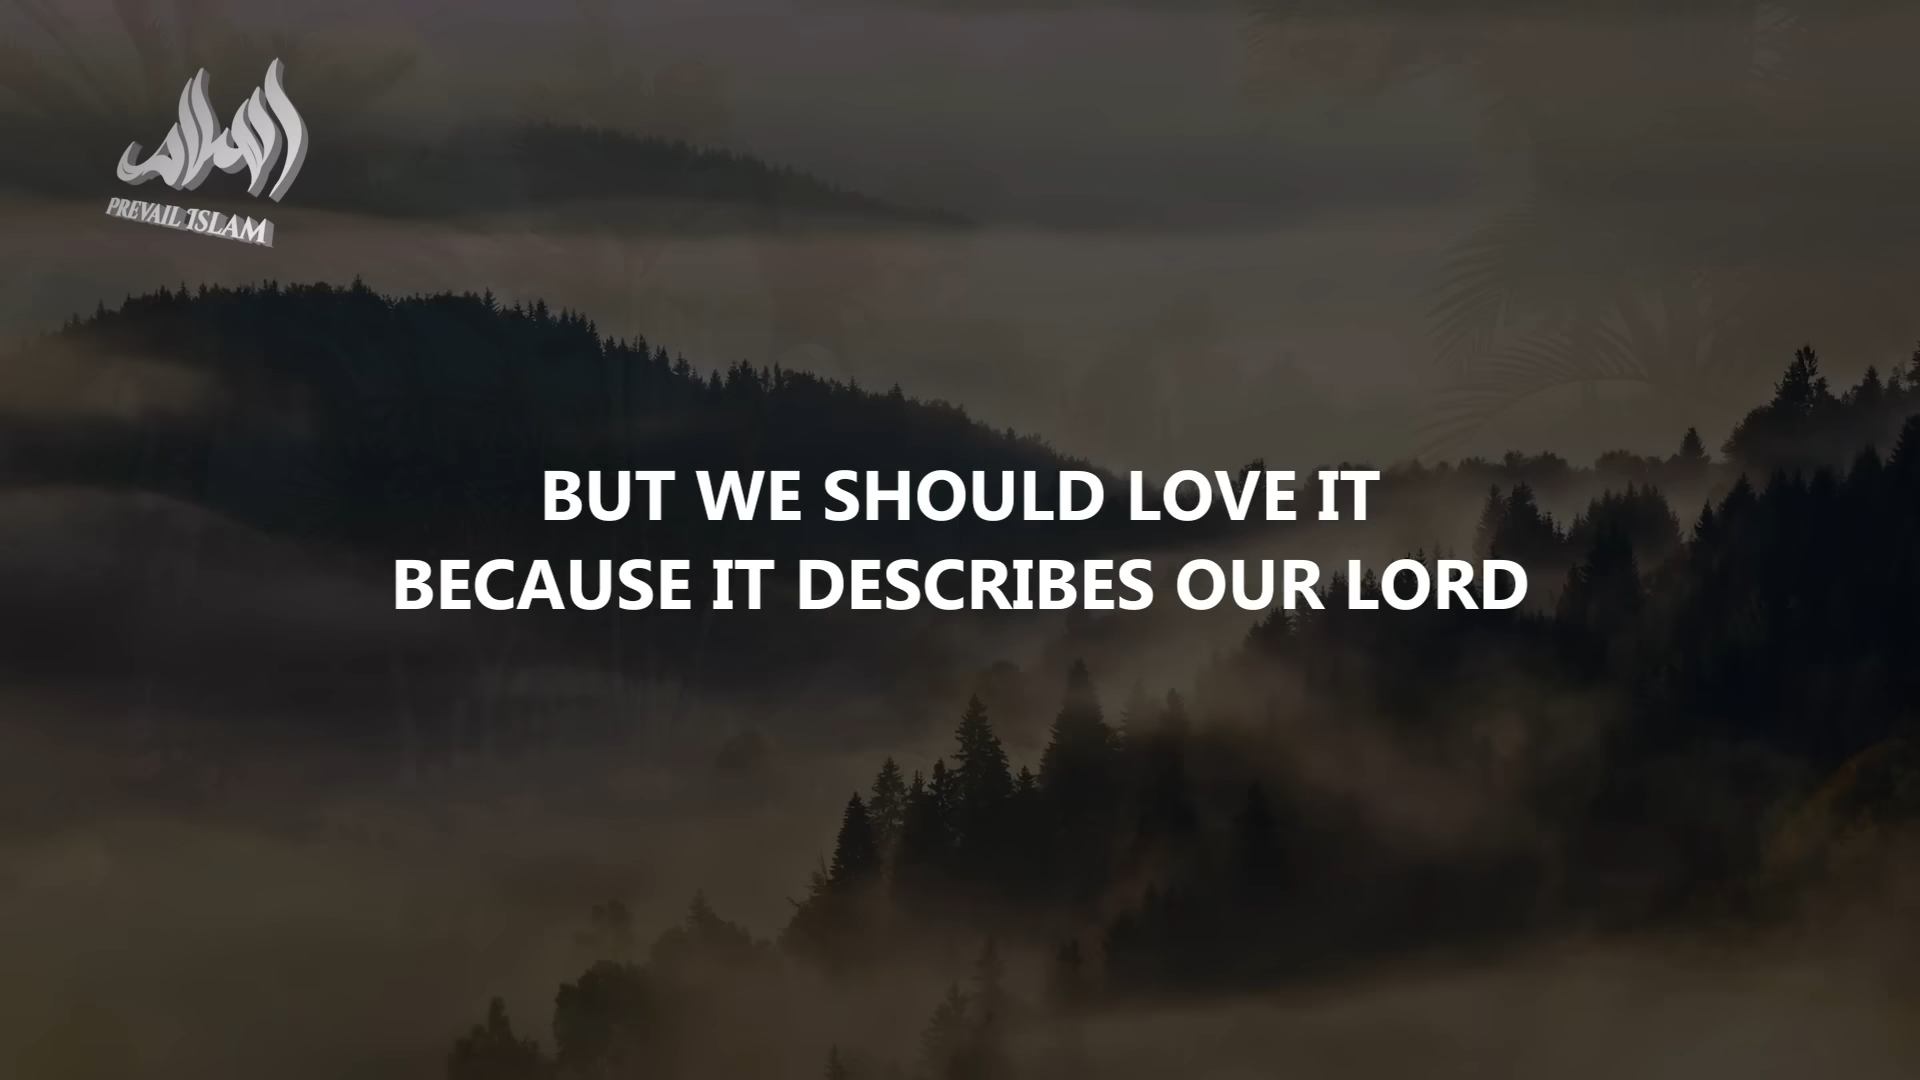 PREVAIL ISLAM
BUT WE SHOULD LOVE IT
BECAUSE IT DESCRIBES OUR LORD